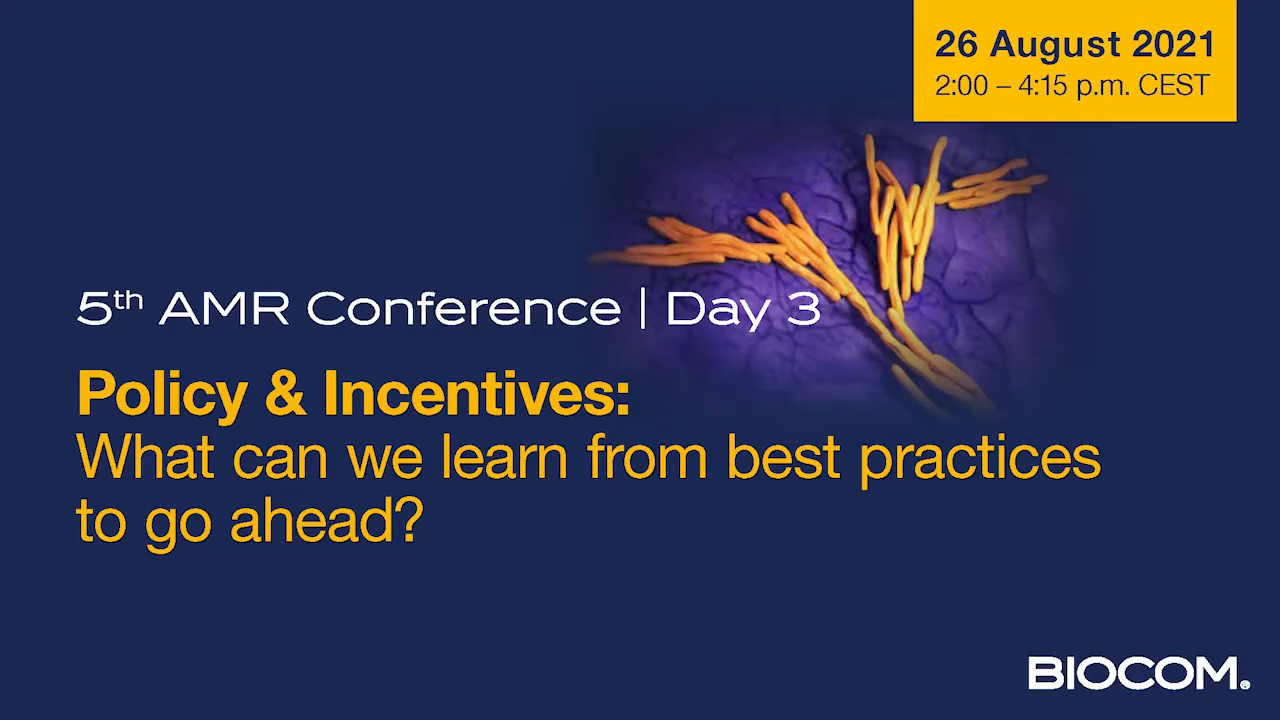 26 August 2021
2:00 – 4:15 p.m. CEST
5th AMR Conference | Day 3
Policy & Incentives:
What can we learn from best practices
to go ahead?
BIOCOM®